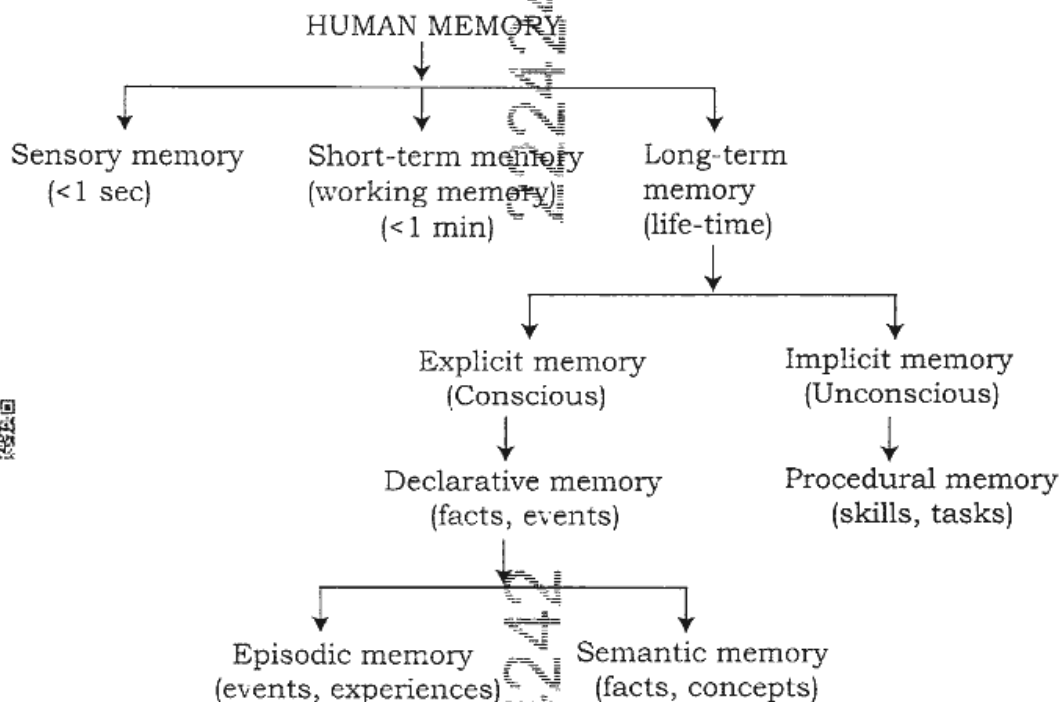 HUMAN MEMORY
Sensory memory
(<1 sec)
Short-term memory
(working memory)
(<1 min)
Long-term
memory
(life-time)
Explicit memory
(Conscious)
Implicit memory
(Unconscious)
Declarative memory
(facts, events)
Procedural memory
(skills, tasks)
Episodic memory
(events, experiences)
Semantic memory
(facts, concepts)